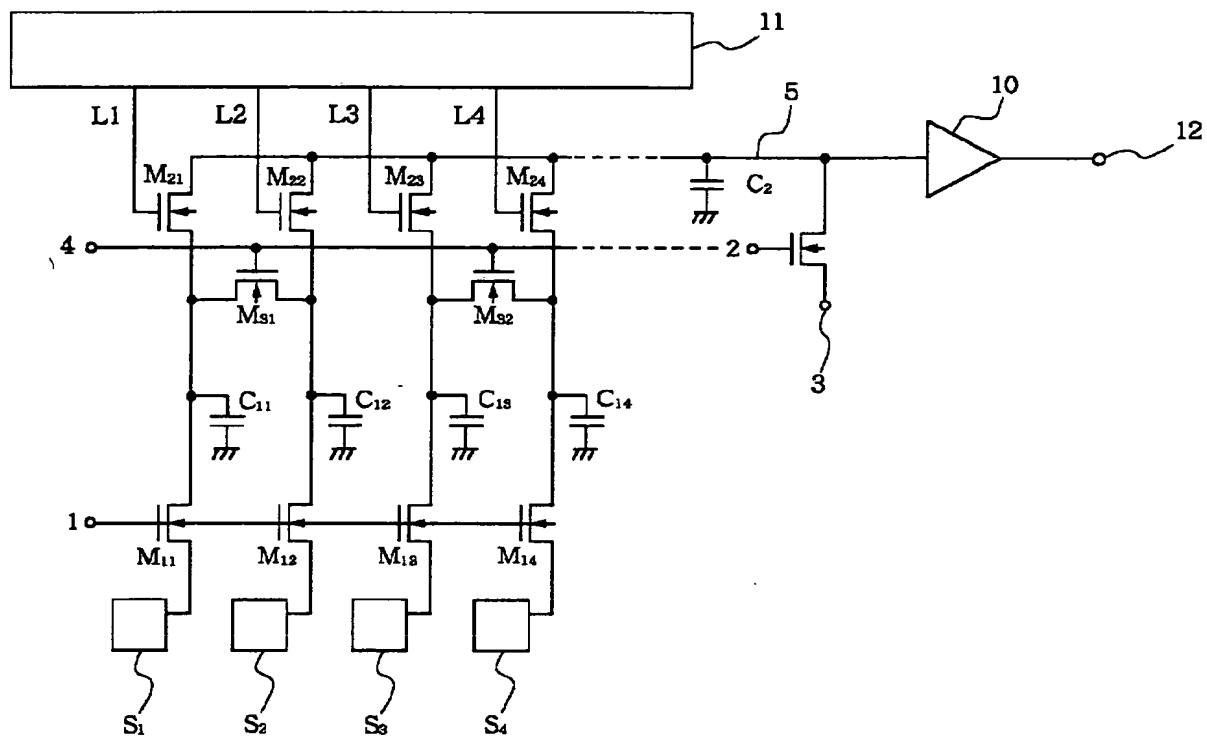 11
L1 L2 L3 L4
5
10
12
M₂₁ M₂₂ M₂₃ M₂₄
C₂
4
2
M₃₁ M₃₂
3
C₁₁ C₁₂ C₁₃ C₁₄
1
M₁₁ M₁₂ M₁₃ M₁₄
S₁ S₂ S₃ S₄